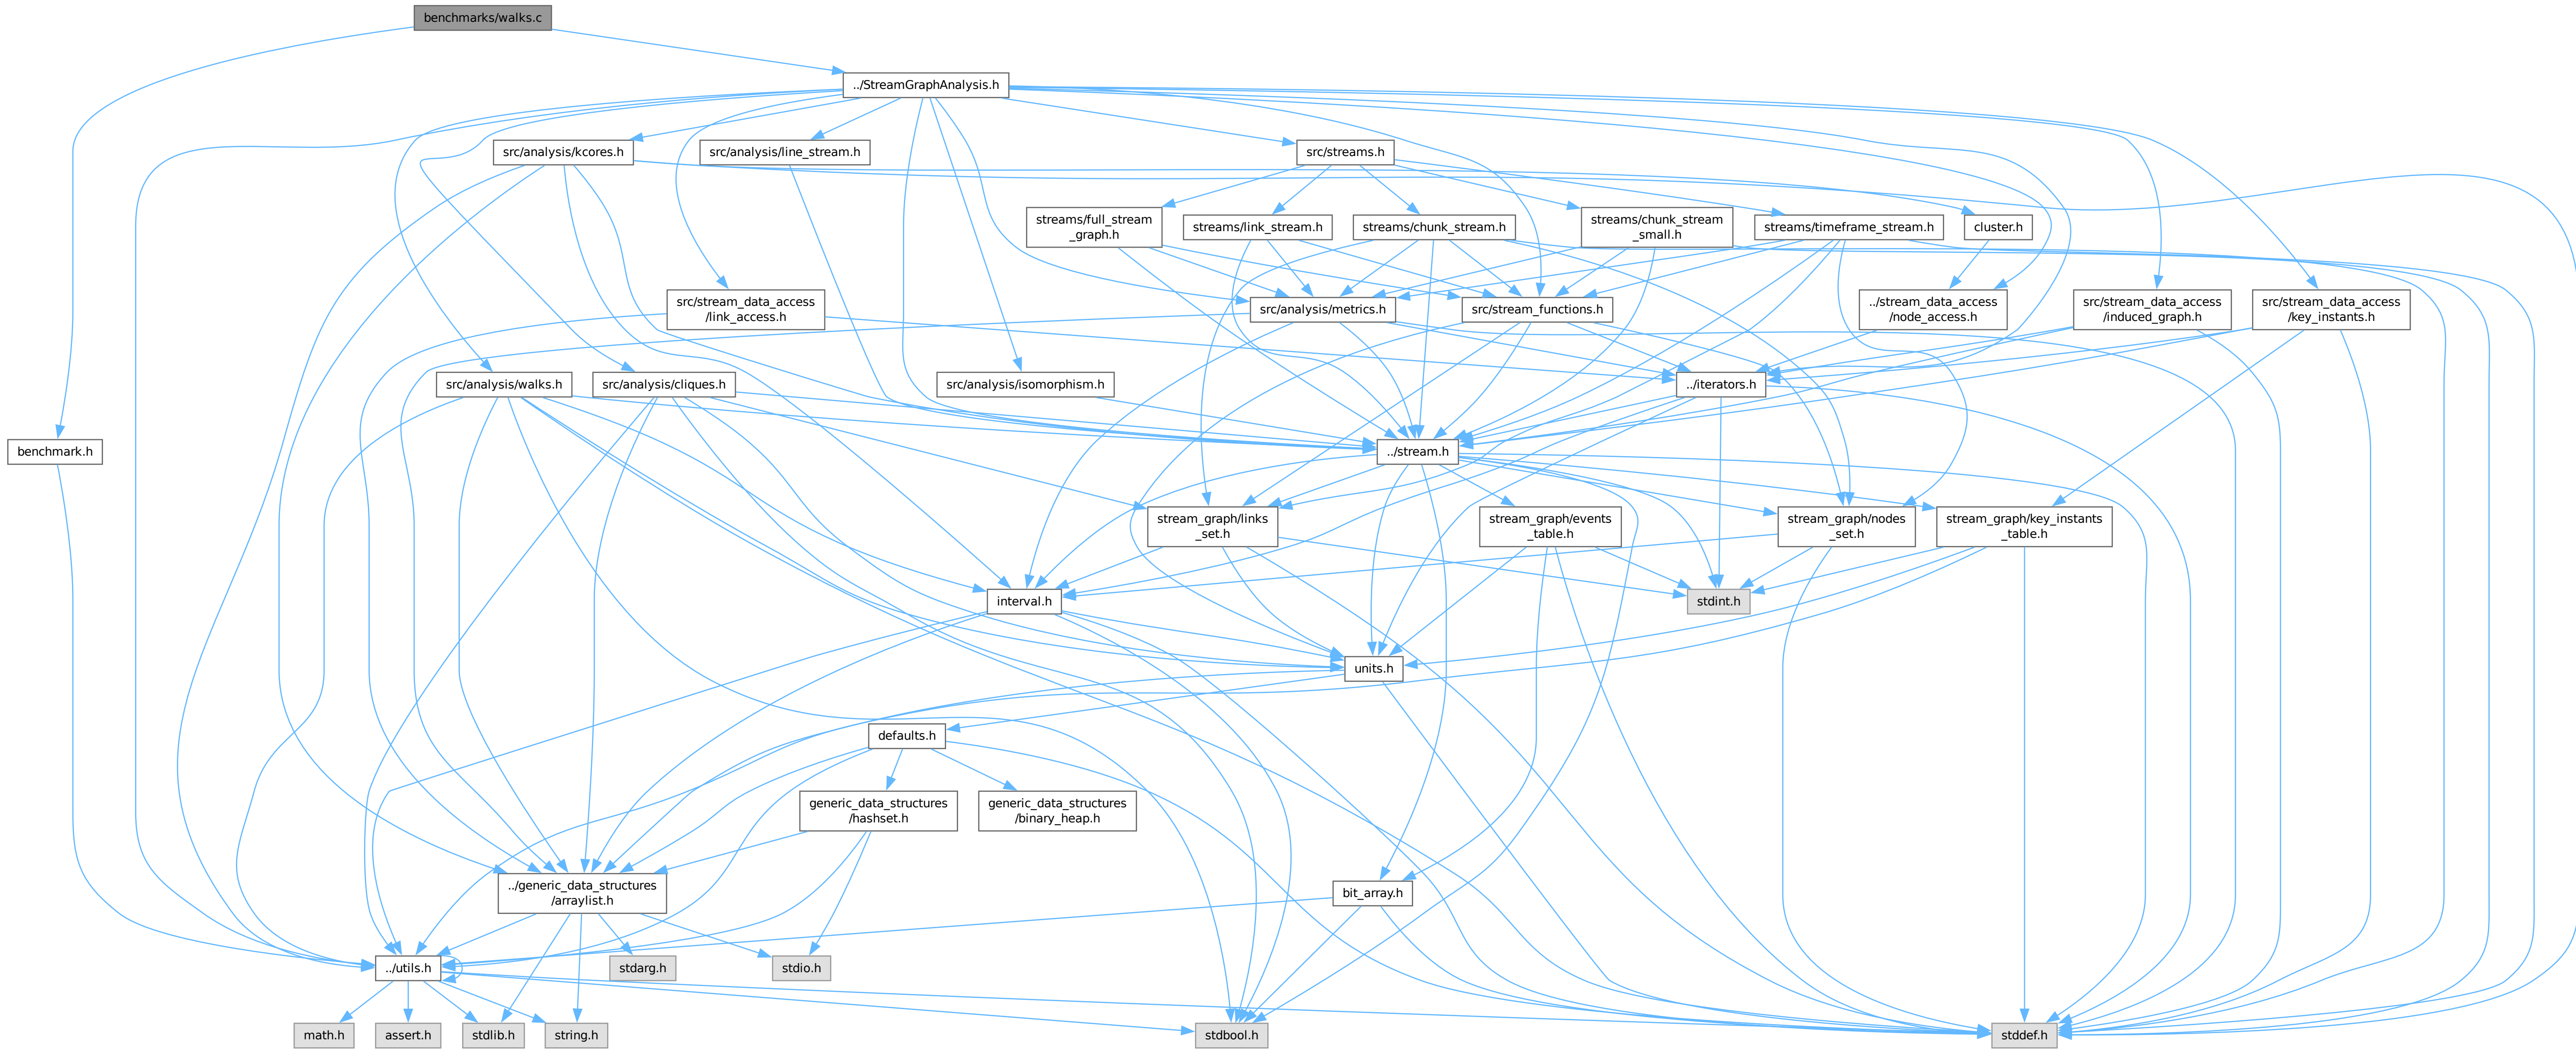 benchmarks/walks.c
../StreamGraphAnalysis.h
src/analysis/kcores.h
src/analysis/line_stream.h
src/streams.h
streams/full_stream
_graph.h
streams/link_stream.h
streams/chunk_stream.h
streams/chunk_stream
_small.h
streams/timeframe_stream.h
cluster.h
src/stream_data_access
/link_access.h
src/analysis/metrics.h
src/stream_functions.h
../stream_data_access
/node_access.h
src/stream_data_access
/induced_graph.h
src/stream_data_access
/key_instants.h
src/analysis/walks.h
src/analysis/cliques.h
src/analysis/isomorphism.h
../iterators.h
benchmark.h
../stream.h
stream_graph/links
_set.h
stream_graph/events
_table.h
stream_graph/nodes
_set.h
stream_graph/key_instants
_table.h
interval.h
stdint.h
units.h
defaults.h
generic_data_structures
/hashset.h
generic_data_structures
/binary_heap.h
../generic_data_structures
/arraylist.h
bit_array.h
../utils.h
stdarg.h
stdio.h
math.h
assert.h
stdlib.h
string.h
stdbool.h
stddef.h